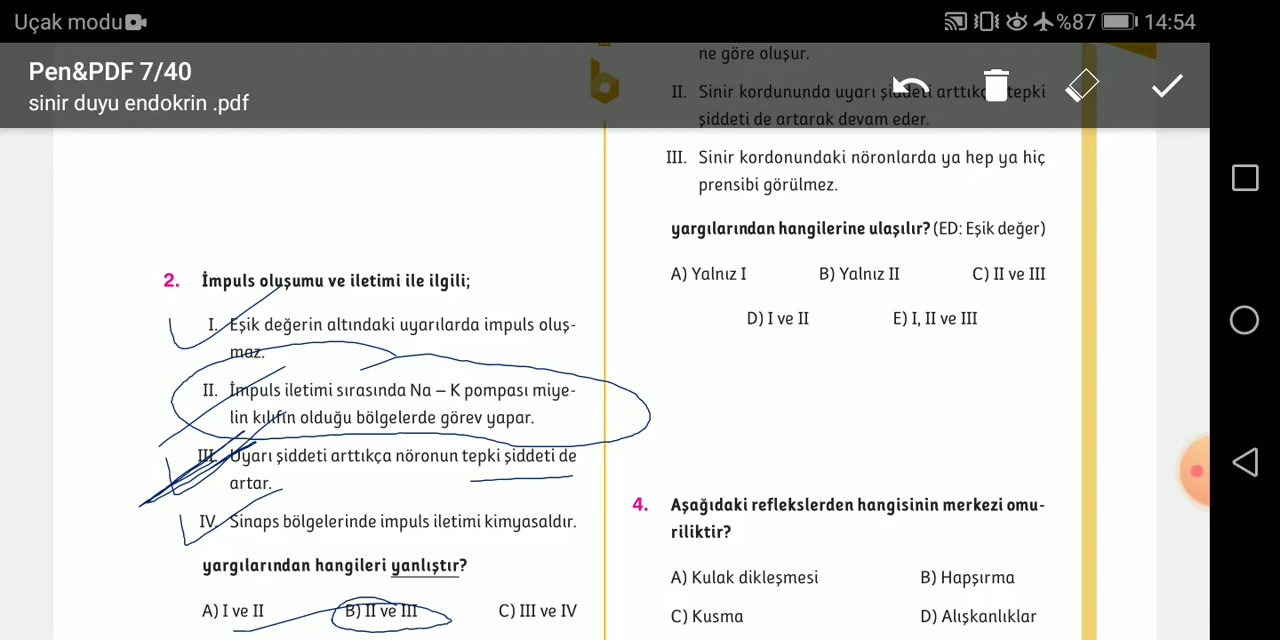 Uçak modu
%87 14:54
Pen&PDF 7/40
sinir duyu endokrin .pdf
b
2. İmpuls oluşumu ve iletimi ile ilgili;
I. Eşik değerin altındaki uyarılarda impuls oluş-
maz.
II. İmpuls iletimi sırasında Na – K pompası miye-
lin kılıfın olduğu bölgelerde görev yapar.
III. Uyarı şiddeti arttıkça nöronun tepki şiddeti de
artar.
IV. Sinaps bölgelerinde impuls iletimi kimyasaldır.
yargılarından hangileri yanlıştır?
A) I ve II B) II ve III C) III ve IV
ne göre oluşur.
II. Sinir kordununda uyarı şiddeti arttıkça tepki
şiddeti de artarak devam eder.
III. Sinir kordonundaki nöronlarda ya hep ya hiç
prensibi görülmez.
yargılarından hangilerine ulaşılır? (ED: Eşik değer)
A) Yalnız I B) Yalnız II C) II ve III
D) I ve II E) I, II ve III
4. Aşağıdaki reflekslerden hangisinin merkezi omu-
riliktir?
A) Kulak dikleşmesi B) Hapşırma
C) Kusma D) Alışkanlıklar